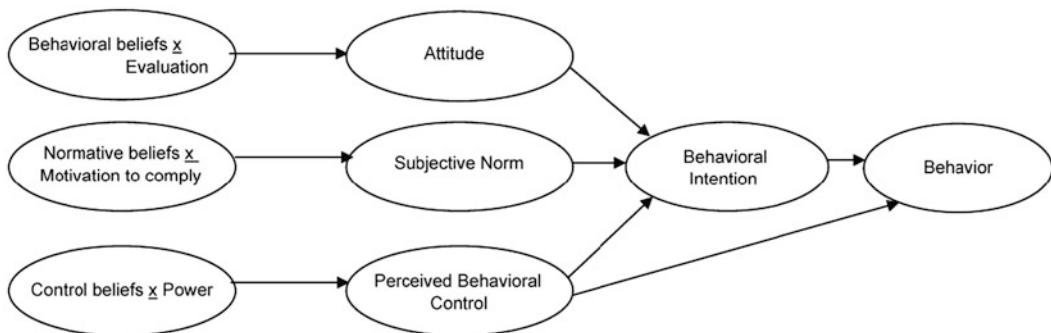 Behavioral beliefs x
Evaluation
Attitude
Normative beliefs x
Motivation to comply
Subjective Norm
Behavioral
Intention
Behavior
Control beliefs x Power
Perceived Behavioral
Control